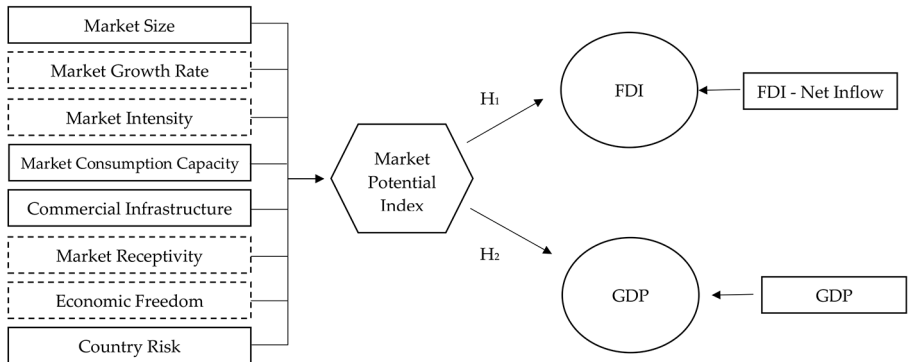 Market Size
Market Growth Rate
Market Intensity
Market Consumption Capacity
Commercial Infrastructure
Market Receptivity
Economic Freedom
Country Risk
Market
Potential
Index
H₁
H₂
FDI
FDI - Net Inflow
GDP
GDP